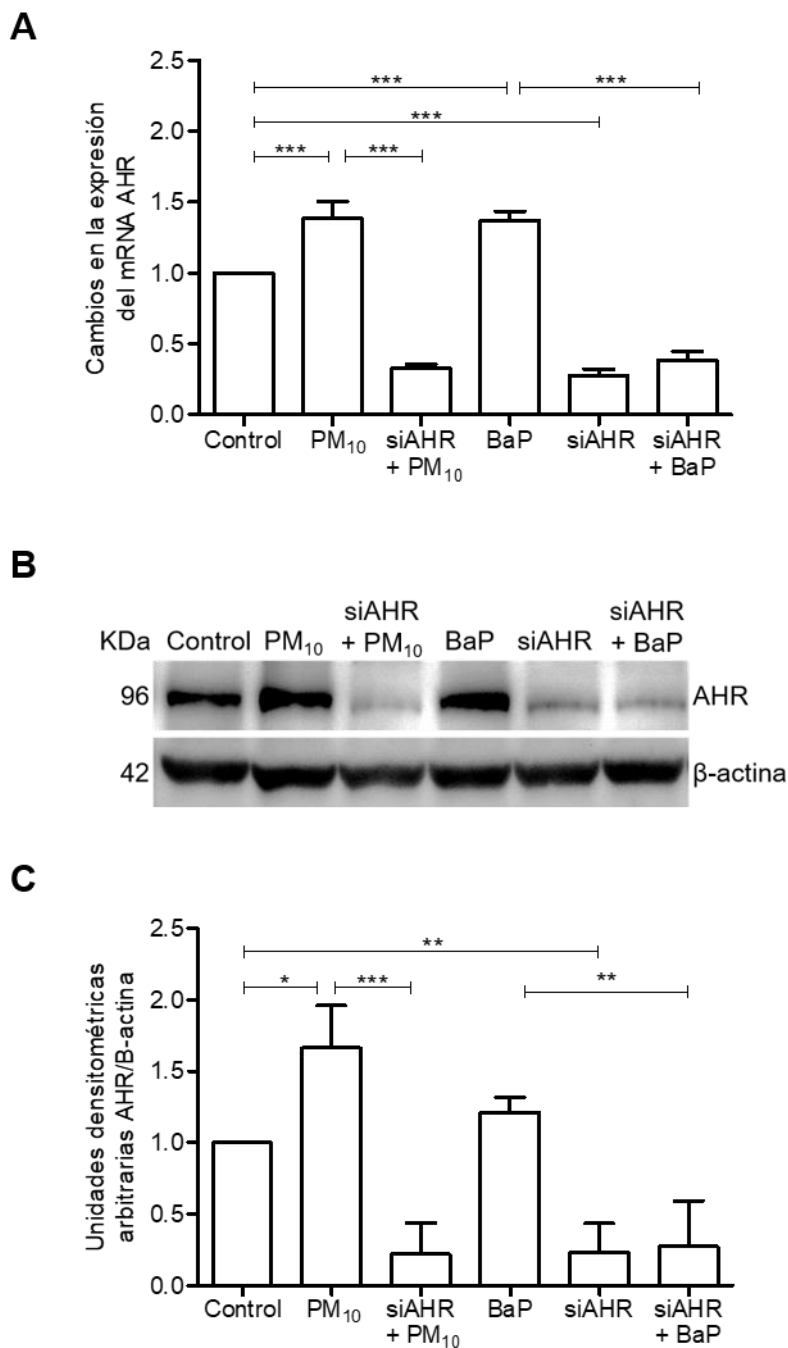 A
Cambios en la expresión
del mRNA AHR
2.5
2.0
1.5
1.0
0.5
0.0
***
***
***
***
***
Control PM₁₀ siAHR + PM₁₀ BaP siAHR siAHR + BaP
B
KDa Control PM₁₀ siAHR + PM₁₀ BaP siAHR siAHR + BaP
96 AHR
42 β-actina
C
Unidades densitométricas
arbitrarias AHR/B-actina
2.5
2.0
1.5
1.0
0.5
0.0
**
*
***
**
Control PM₁₀ siAHR + PM₁₀ BaP siAHR siAHR + BaP